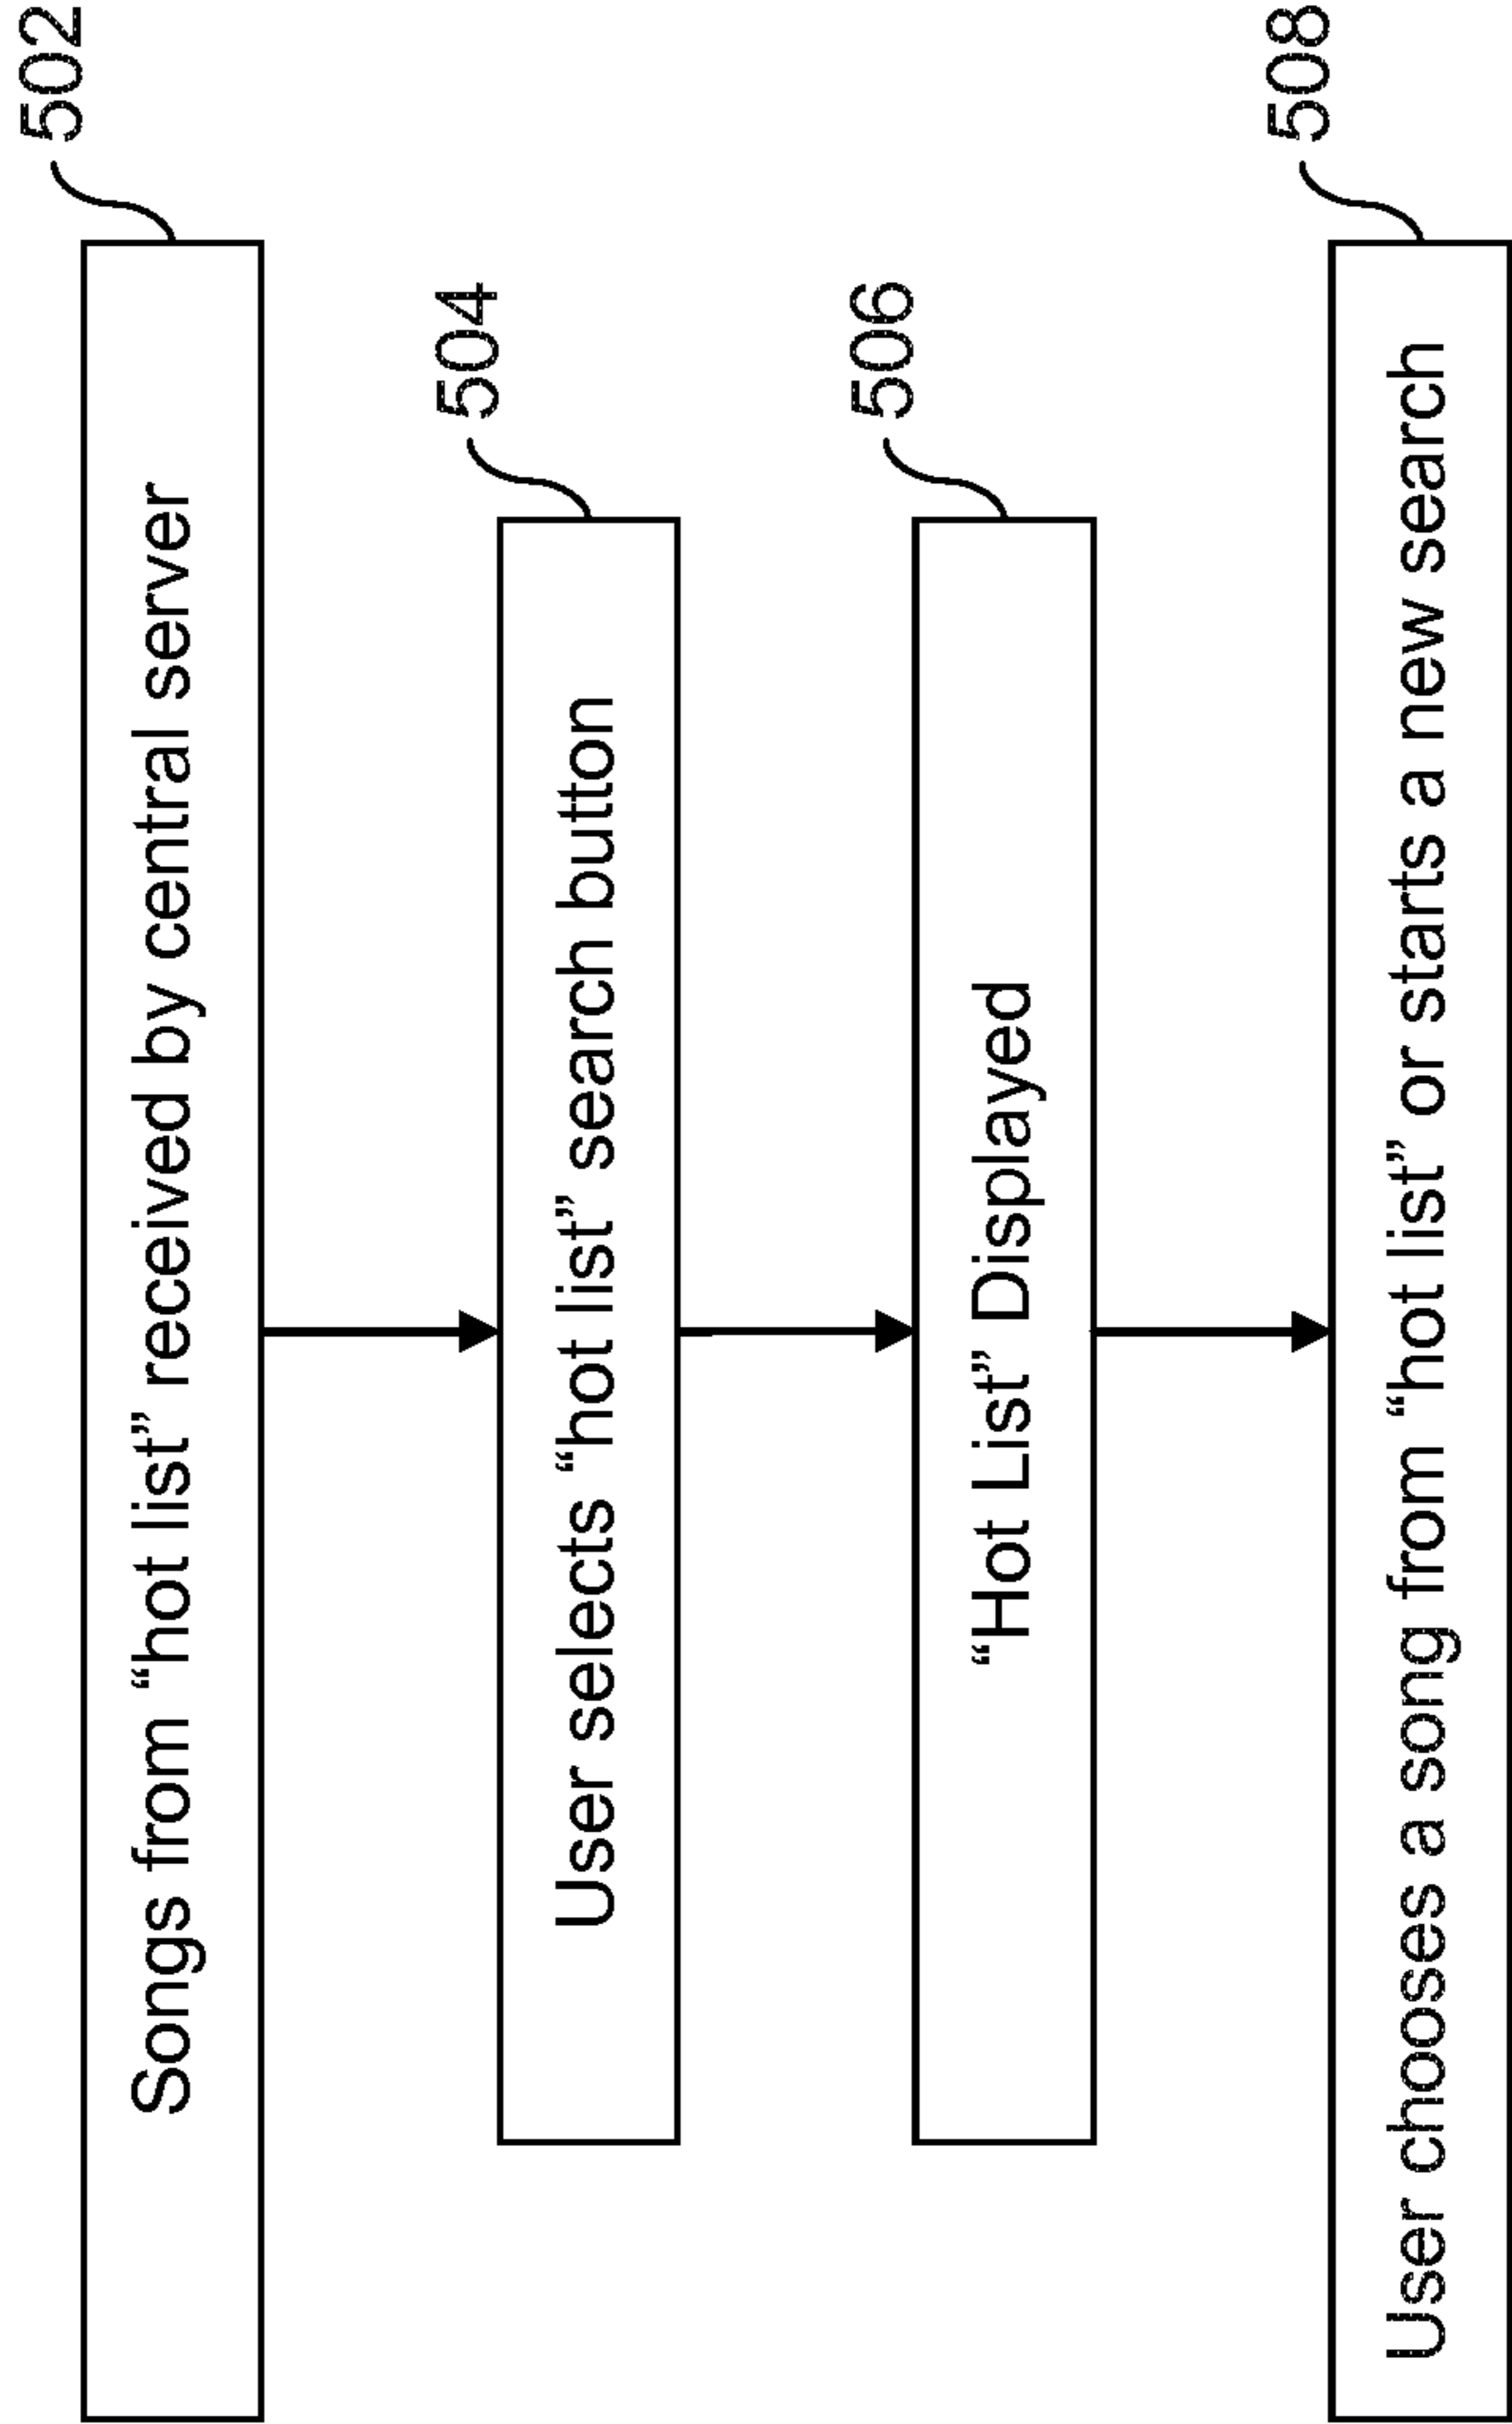 502
Songs from “hot list” received by central server
504
User selects “hot list” search button
506
“Hot List” Displayed
508
User chooses a song from “hot list” or starts a new search